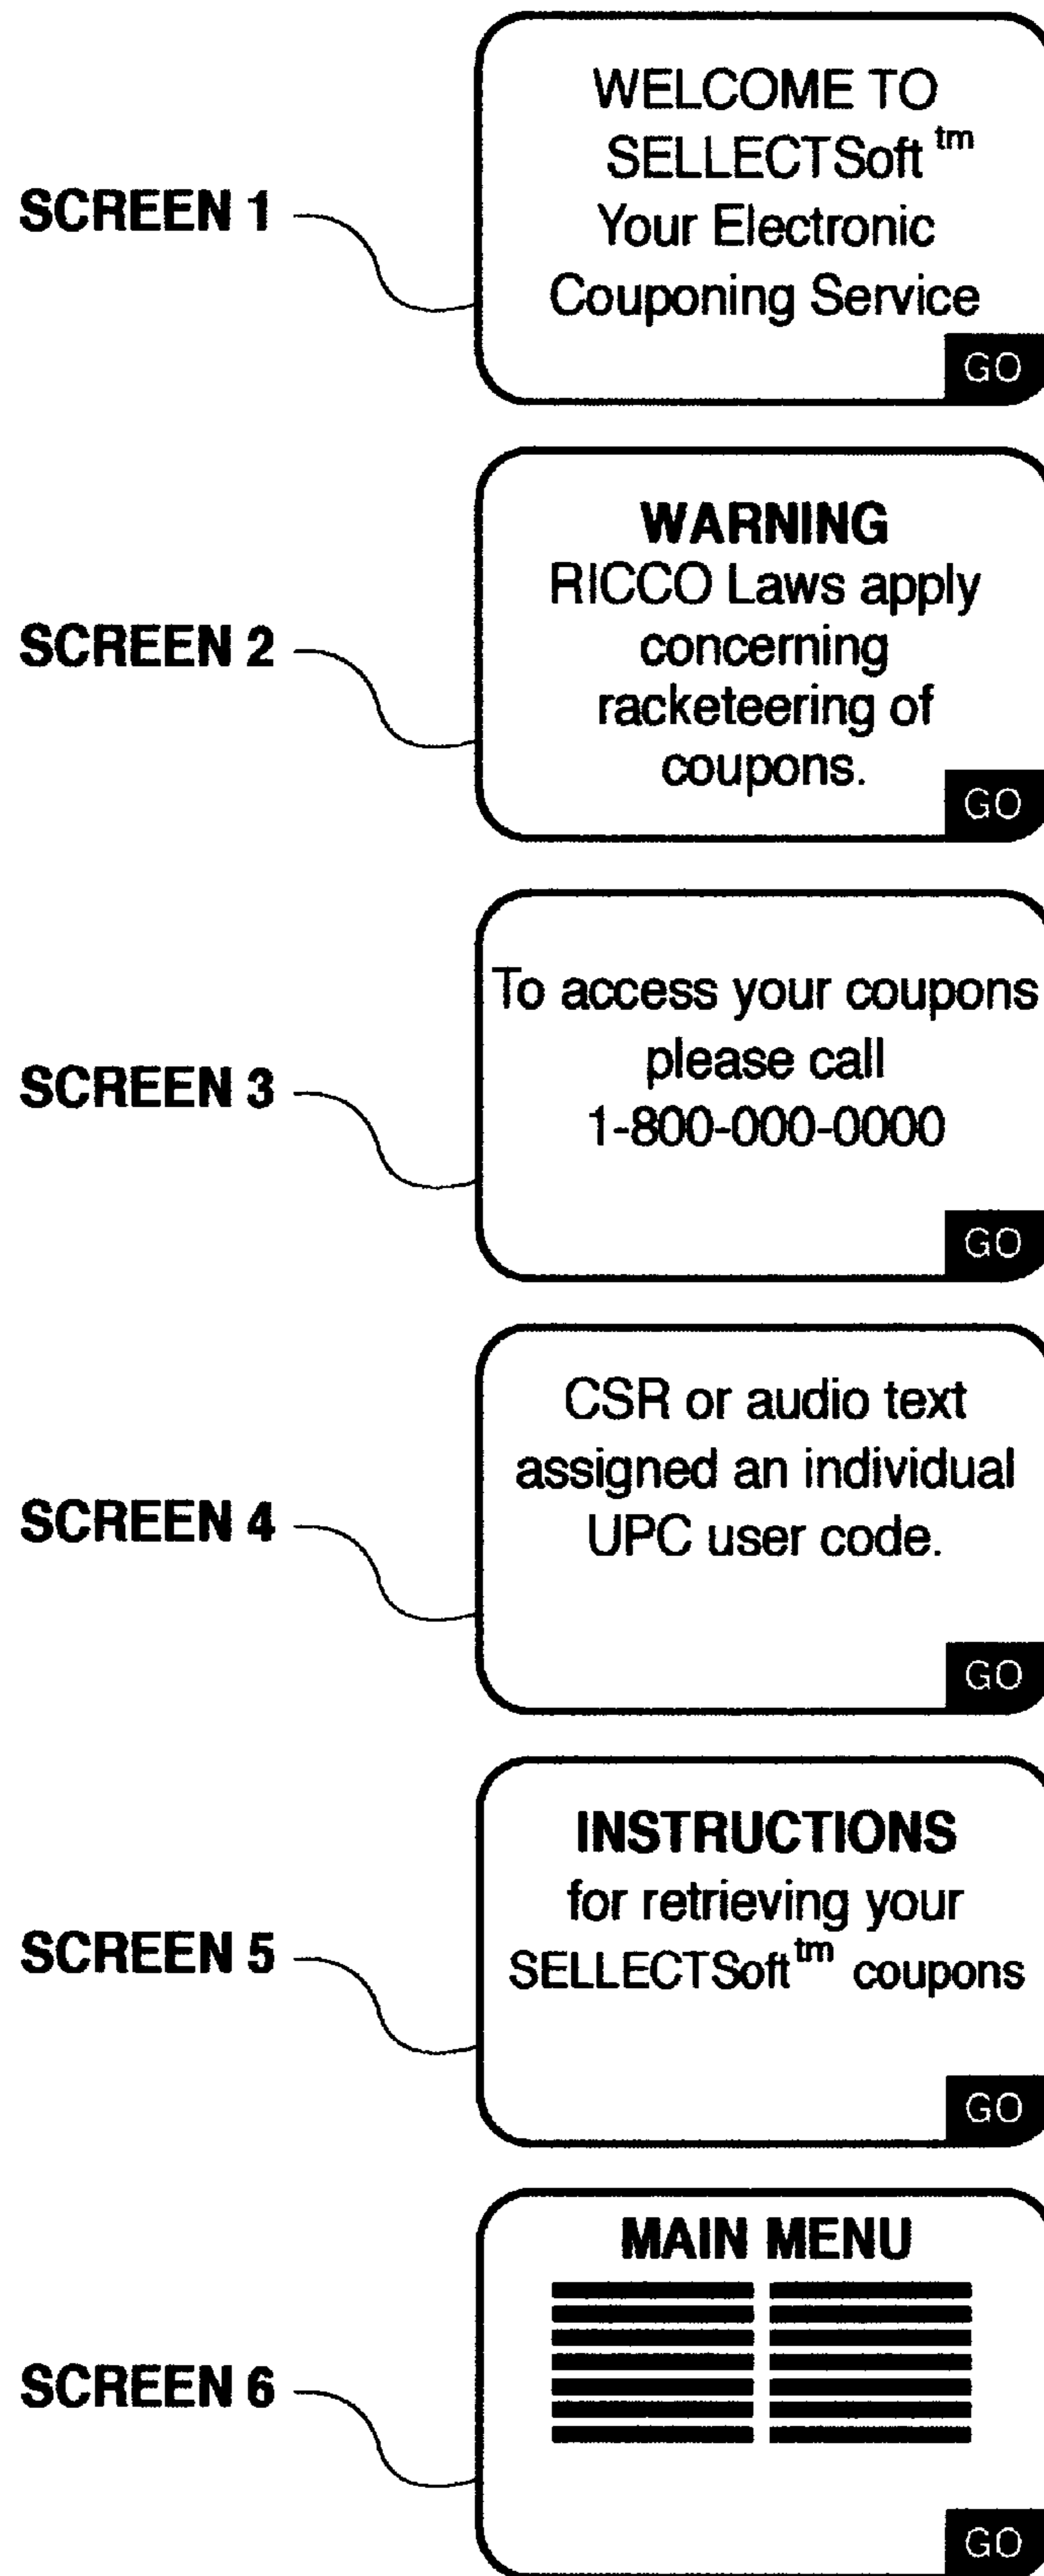 SCREEN 1
WELCOME TO
SELLECTSoft tm
Your Electronic
Couponing Service
GO
SCREEN 2
WARNING
RICCO Laws apply
concerning
racketeering of
coupons.
GO
SCREEN 3
To access your coupons
please call
1-800-000-0000
GO
SCREEN 4
CSR or audio text
assigned an individual
UPC user code.
GO
SCREEN 5
INSTRUCTIONS
for retrieving your
SELLECTSoft tm coupons
GO
SCREEN 6
MAIN MENU
GO